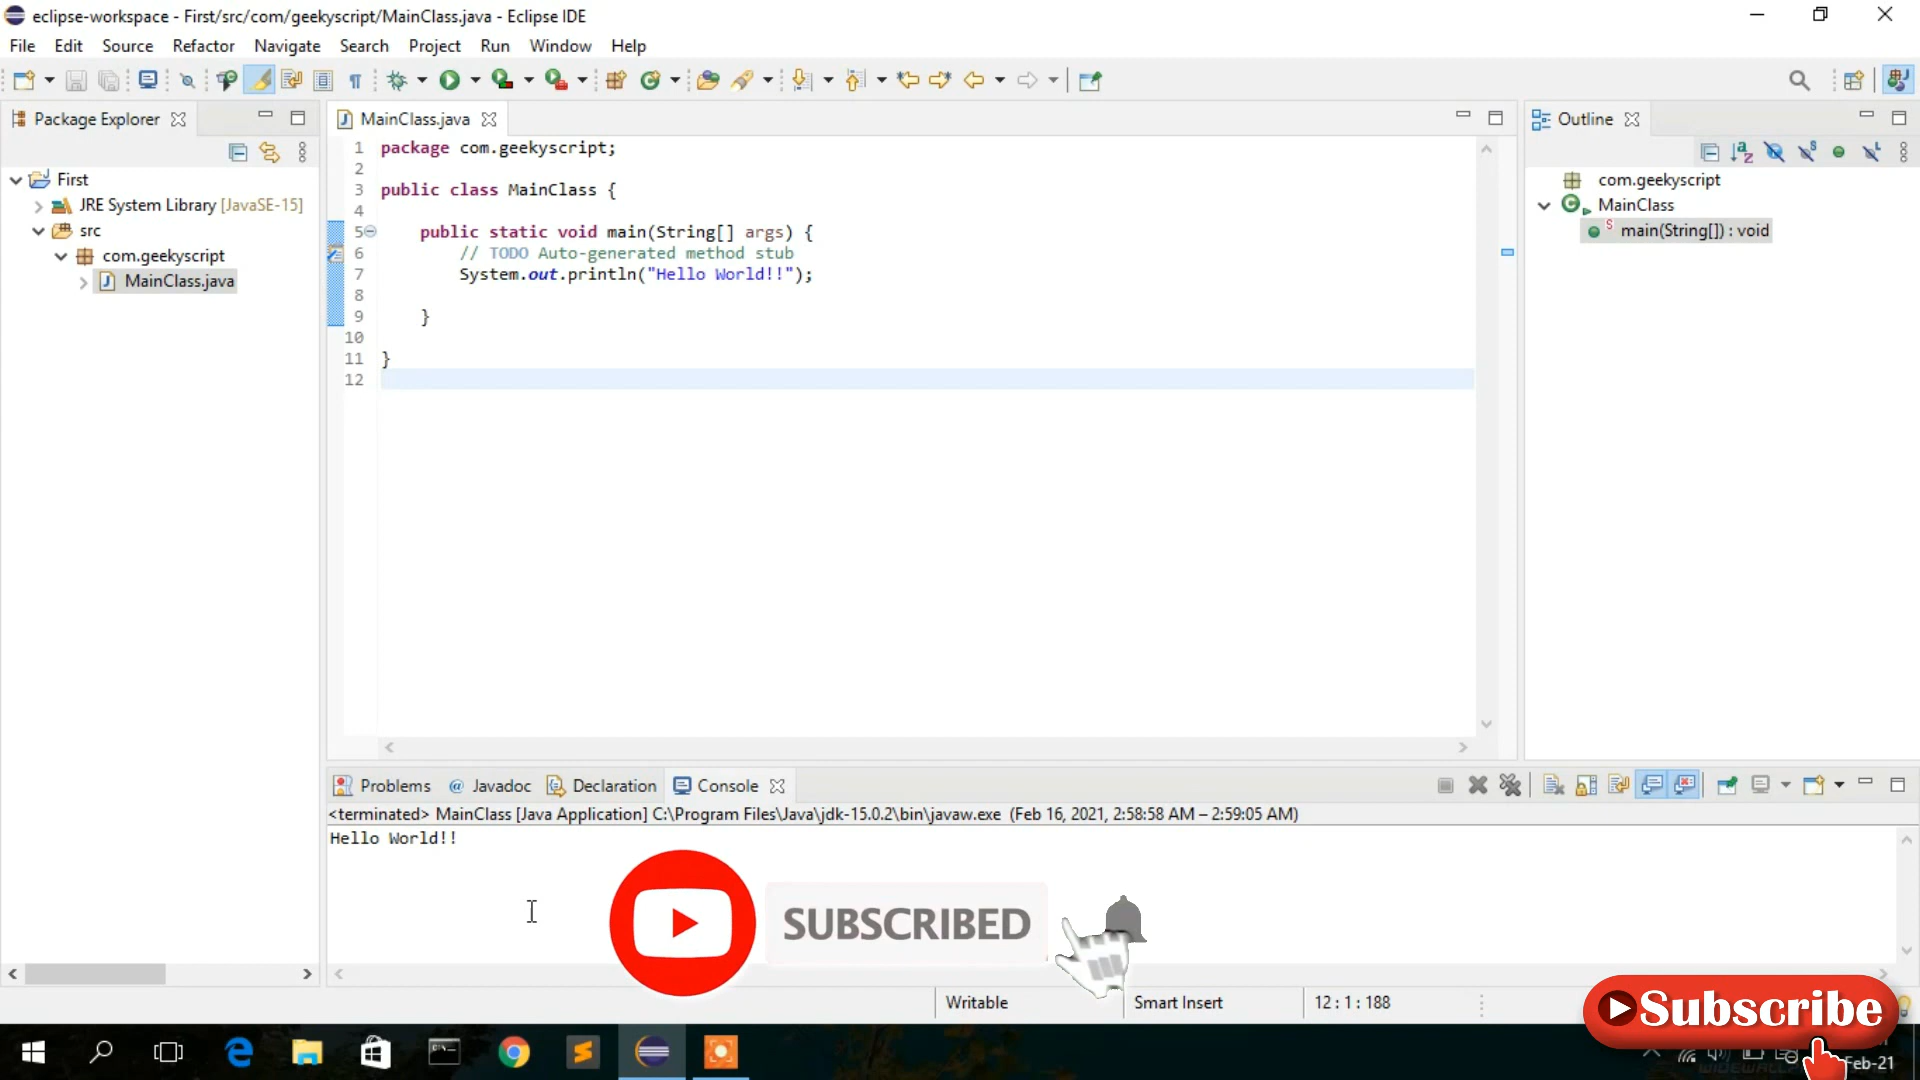 eclipse-workspace - First/src/com/geekyscript/MainClass.java - Eclipse IDE
File Edit Source Refactor Navigate Search Project Run Window Help
Package Explorer
First
JRE System Library [JavaSE-15]
src
com.geekyscript
MainClass.java
MainClass.java
1 package com.geekyscript;
2
3 public class MainClass {
4
5 public static void main(String[] args) {
6 // TODO Auto-generated method stub
7 System.out.println("Hello World!!");
8
9 }
10
11 }
12
Outline
com.geekyscript
MainClass
main(String[]) : void
Problems @ Javadoc Declaration Console
<terminated> MainClass [Java Application] C:\Program Files\Java\jdk-15.0.2\bin\javaw.exe (Feb 16, 2021, 2:58:58 AM – 2:59:05 AM)
Hello World!!
SUBSCRIBED
Writable Smart Insert 12 : 1 : 188
Subscribe
Feb-21